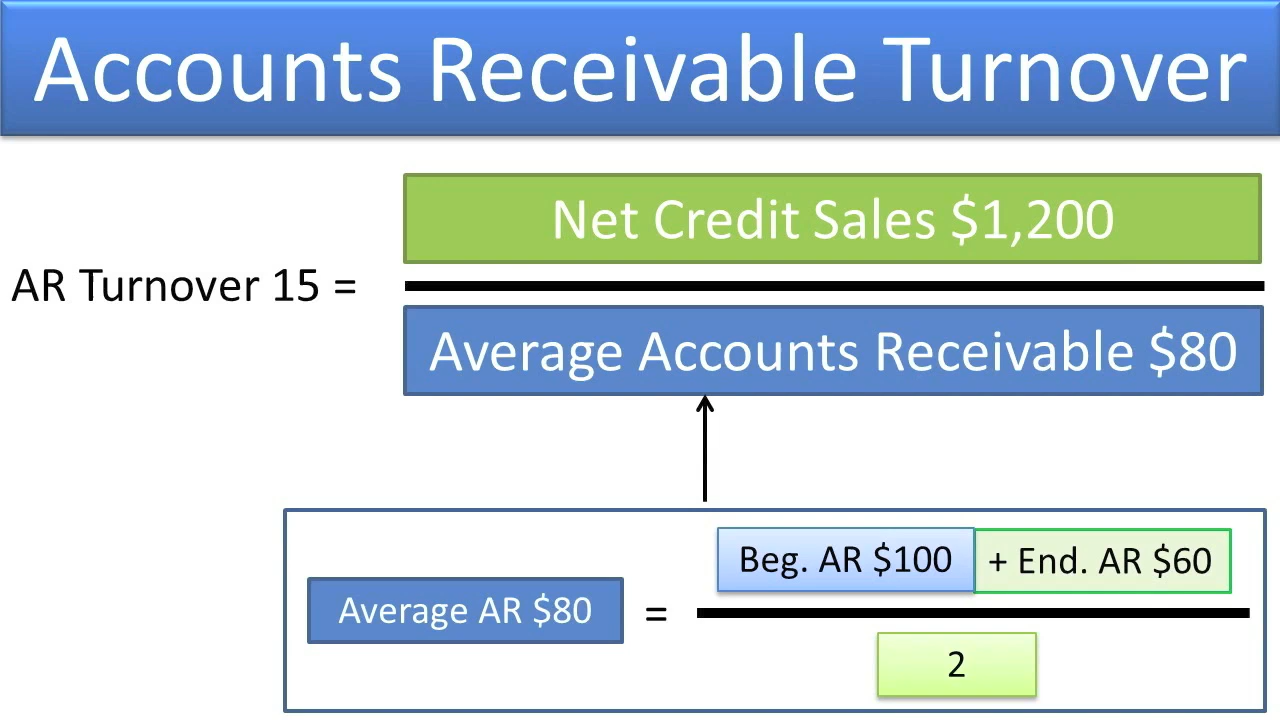 Accounts Receivable Turnover
Net Credit Sales $1,200
AR Turnover 15 =
Average Accounts Receivable $80
Beg. AR $100 + End. AR $60
Average AR $80 =
2